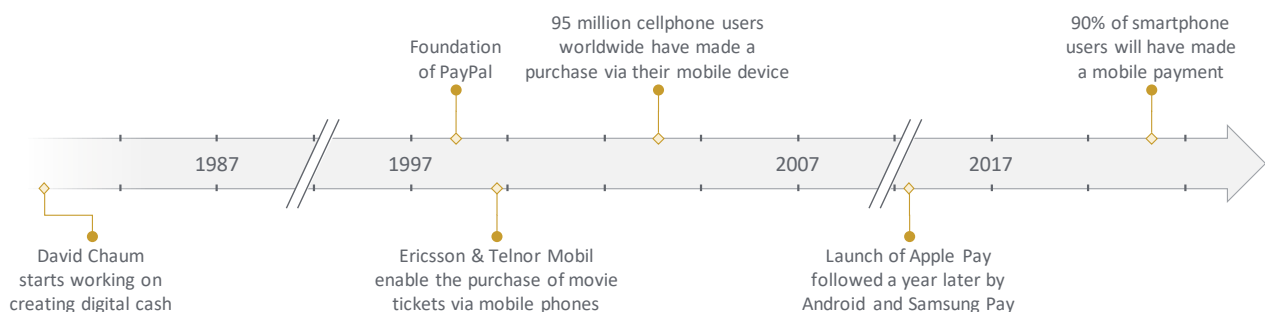 95 million cellphone users
worldwide have made a
purchase via their mobile device
90% of smartphone
users will have made
a mobile payment
Foundation
of PayPal
1987
1997
2007
2017
David Chaum
starts working on
creating digital cash
Ericsson & Telnor Mobil
enable the purchase of movie
tickets via mobile phones
Launch of Apple Pay
followed a year later by
Android and Samsung Pay